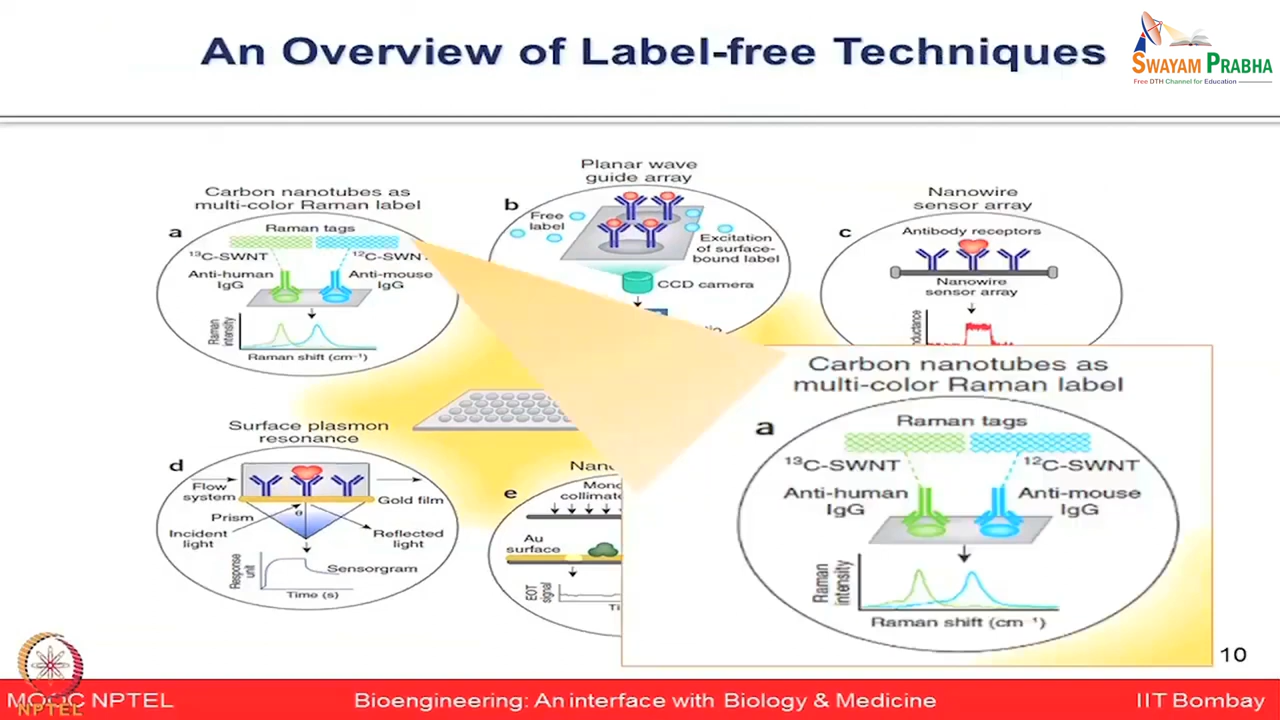 An Overview of Label-free Techniques
SWAYAM PRABHA
Free DTH Channel for Education
Carbon nanotubes as
multi-color Raman label
a
Raman tags
¹³C-SWNT
¹²C-SWNT
Anti-human
IgG
Anti-mouse
IgG
Raman
intensity
Raman shift (cm⁻¹)
Planar wave
guide array
b
Free
label
Excitation
of surface-
bound label
CCD camera
Nanowire
sensor array
c
Antibody receptors
Nanowire
sensor array
Surface plasmon
resonance
d
Flow
system
Gold film
Prism
θ
Incident
light
Reflected
light
Response
unit
Sensorgram
Time (s)
e
collimat
Au
surface
EOT
signal
Carbon nanotubes as
multi-color Raman label
a
Raman tags
¹³C-SWNT
¹²C-SWNT
Anti-human
IgG
Anti-mouse
IgG
Raman
intensity
Raman shift (cm⁻¹)
10
MOOC NPTEL
NPTEL
Bioengineering: An interface with Biology & Medicine
IIT Bombay